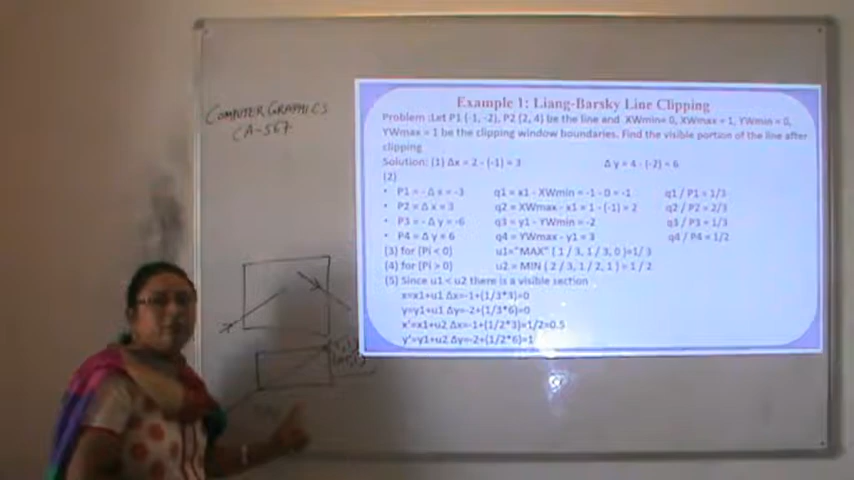 COMPUTER GRAPHICS
CA-567
Example 1: Liang-Barsky Line Clipping
Problem :Let P1 (-1, -2), P2 (2, 4) be the line and XWmin= 0, XWmax = 1, YWmin = 0,
YWmax = 1 be the clipping window boundaries. Find the visible portion of the line after
clipping
Solution: (1) Δx = 2 - (-1) = 3 Δ y = 4 - (-2) = 6
(2)
• P1 = - Δ x = -3 q1 = x1 - XWmin = -1 - 0 = -1 q1 / P1 = 1/3
• P2 = Δ x = 3 q2 = XWmax - x1 = 1 - (-1) = 2 q2 / P2 = 2/3
• P3 = - Δ y = -6 q3 = y1 - YWmin = -2 q3 / P3 = 1/3
• P4 = Δ y = 6 q4 = YWmax - y1 = 3 q4 / P4 = 1/2
(3) for (Pi < 0) u1="MAX" ( 1 / 3, 1 / 3, 0 )=1/ 3
(4) for (Pi > 0) u2 = MIN ( 2 / 3, 1 / 2, 1 ) = 1 / 2
(5) Since u1 < u2 there is a visible section
x=x1+u1 Δx=-1+(1/3*3)=0
y=y1+u1 Δy=-2+(1/3*6)=0
x'=x1+u2 Δx=-1+(1/2*3)=1/2=0.5
y'=y1+u2 Δy=-2+(1/2*6)=1